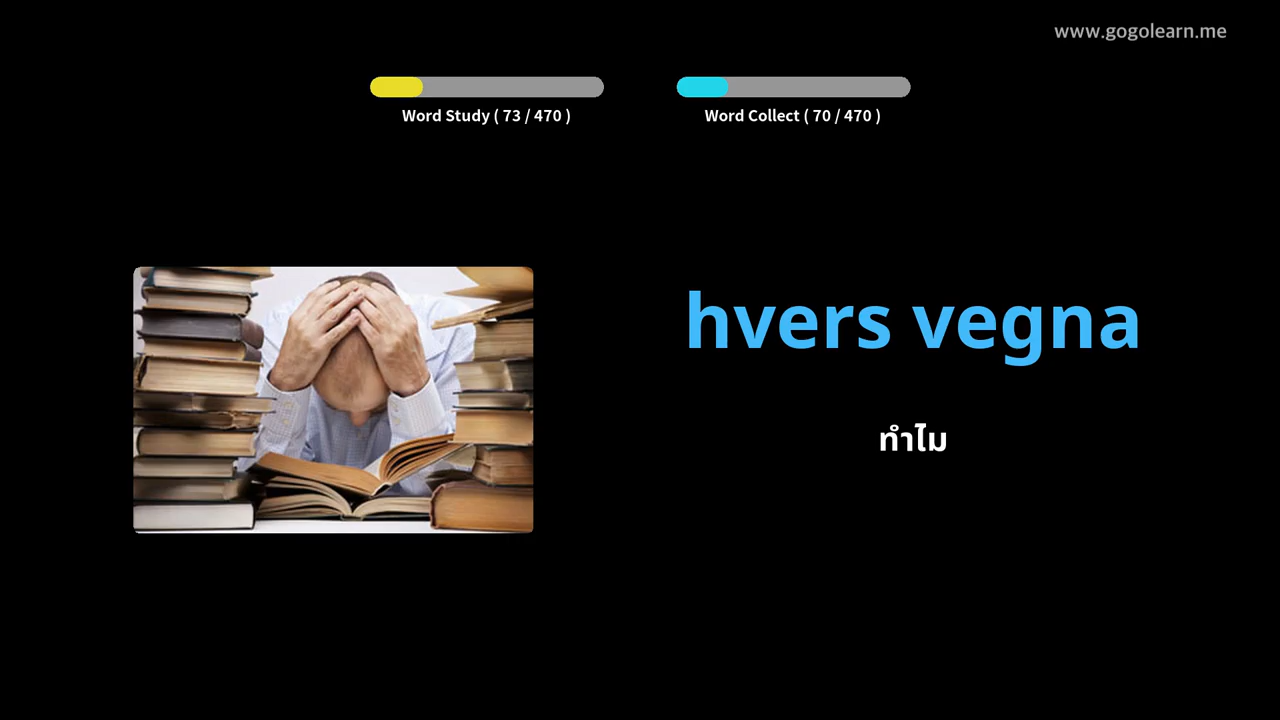 www.gogolearn.me
Word Study ( 73 / 470 )
Word Collect ( 70 / 470 )
hvers vegna
ทำไม